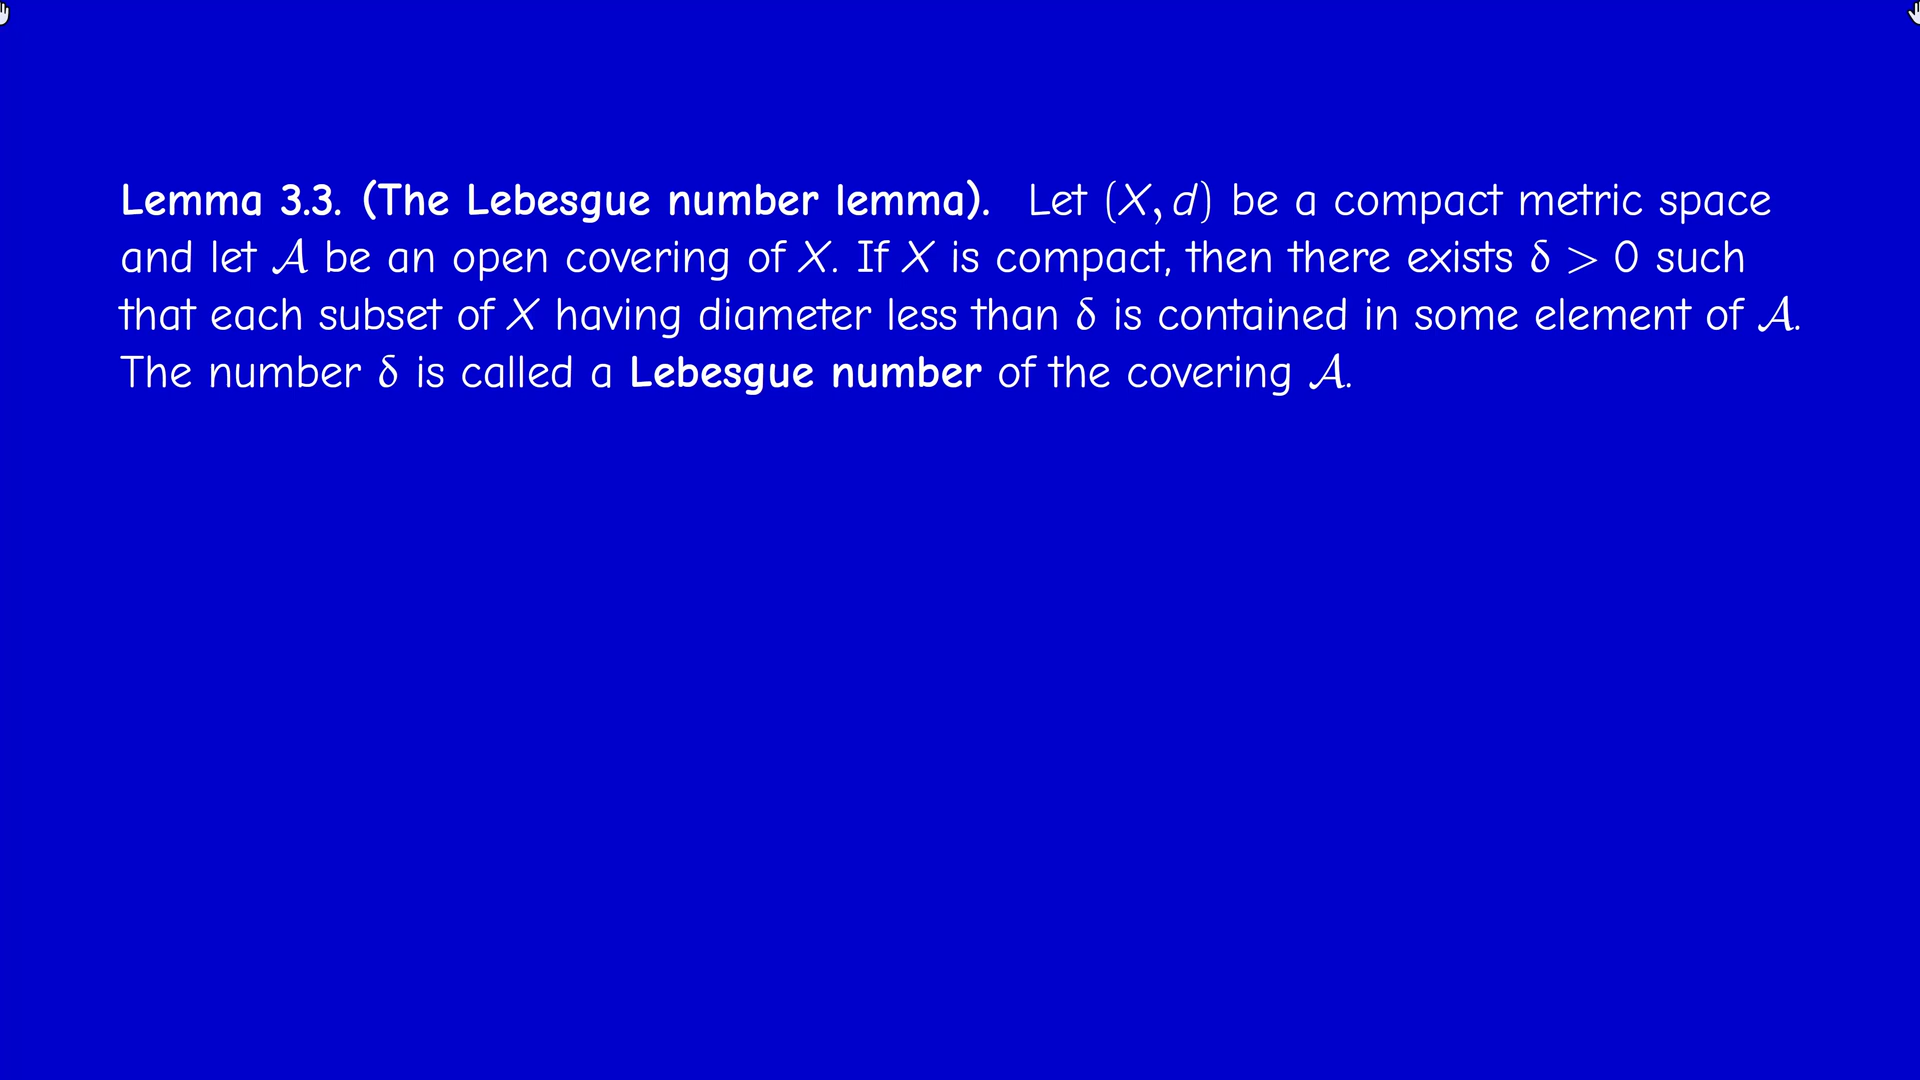 Lemma 3.3. (The Lebesgue number lemma). Let (X, d) be a compact metric space
and let 𝒜 be an open covering of X. If X is compact, then there exists δ > 0 such
that each subset of X having diameter less than δ is contained in some element of 𝒜.
The number δ is called a Lebesgue number of the covering 𝒜.